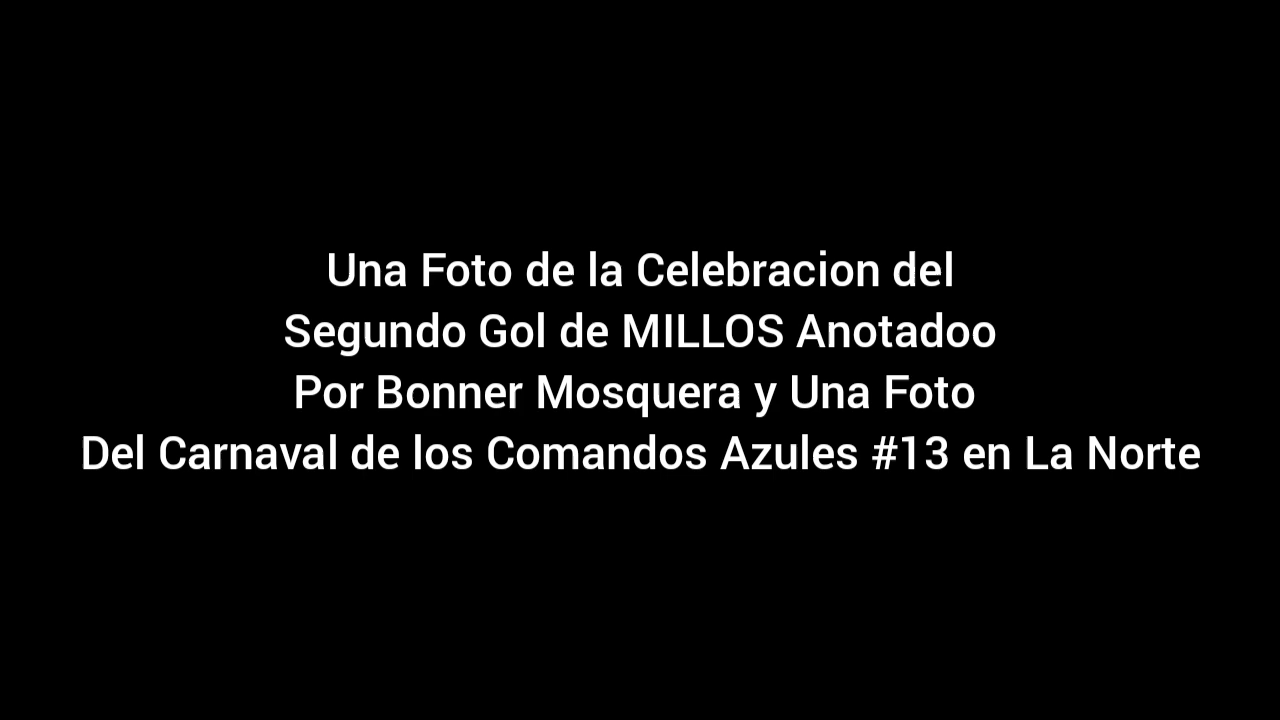 Una Foto de la Celebracion del
Segundo Gol de MILLOS Anotadoo
Por Bonner Mosquera y Una Foto
Del Carnaval de los Comandos Azules #13 en La Norte